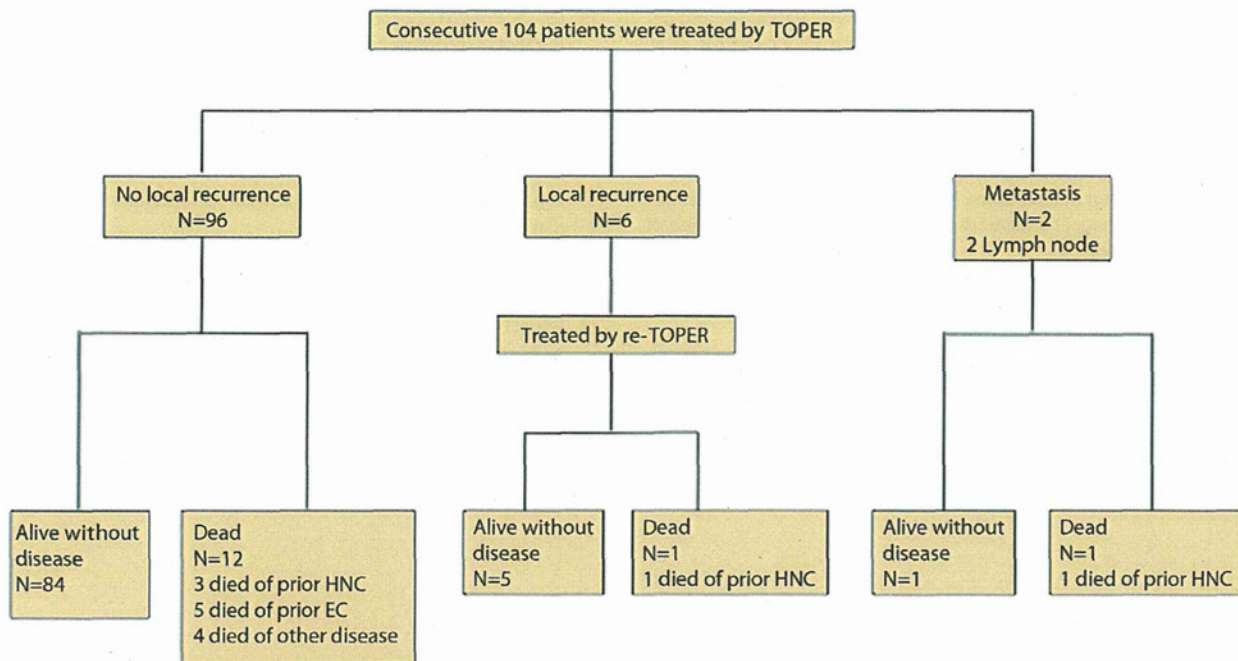 Consecutive 104 patients were treated by TOPER
No local recurrence
N=96
Local recurrence
N=6
Metastasis
N=2
2 Lymph node
Treated by re-TOPER
Alive without
disease
N=84
Dead
N=12
3 died of prior HNC
5 died of prior EC
4 died of other disease
Alive without
disease
N=5
Dead
N=1
1 died of prior HNC
Alive without
disease
N=1
Dead
N=1
1 died of prior HNC